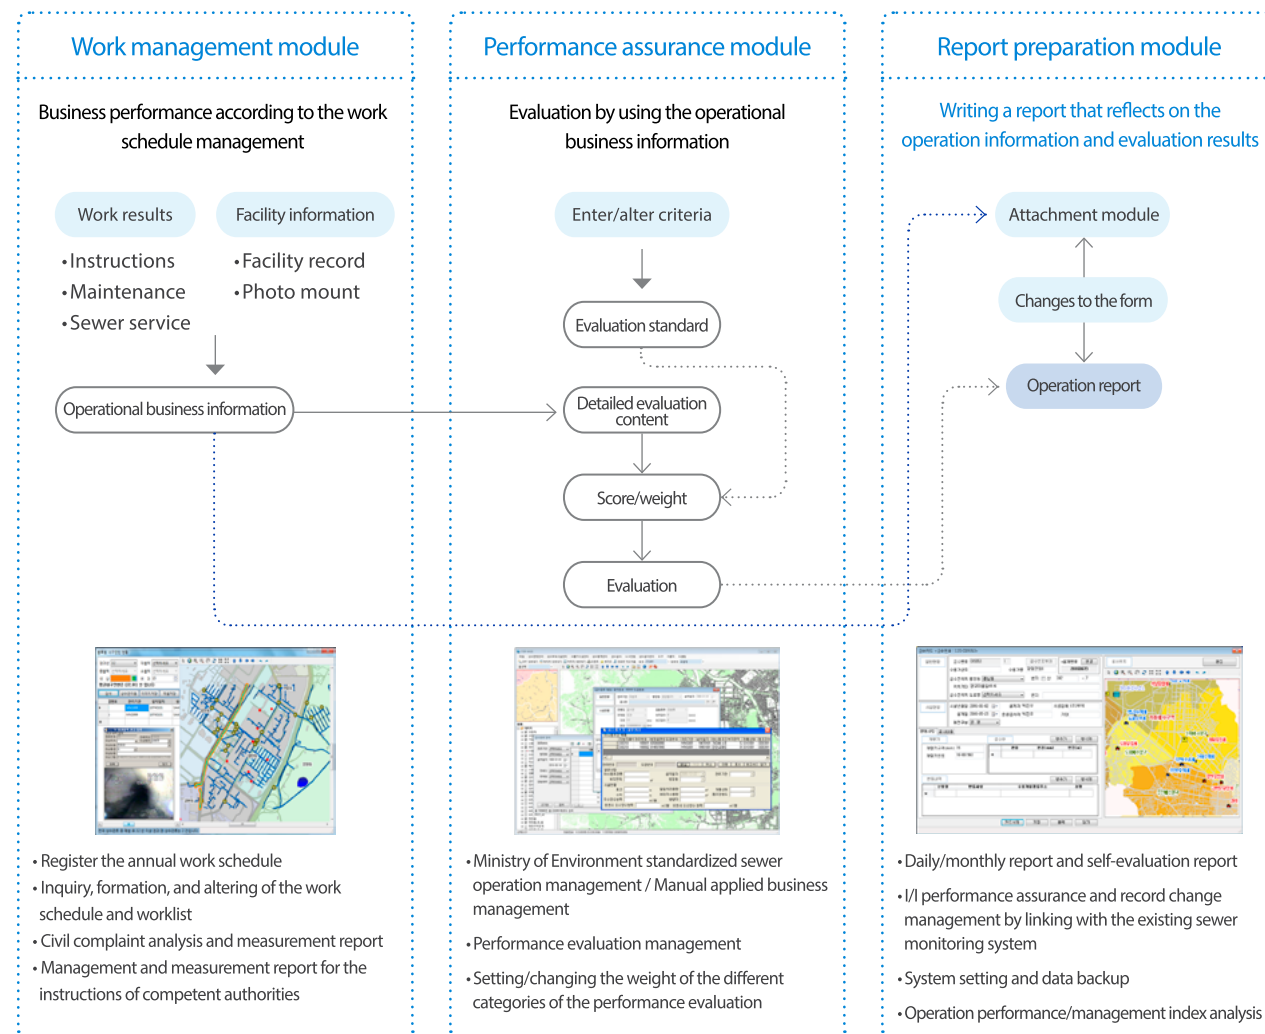 Work management module
Business performance according to the work
schedule management
Work results
Facility information
• Instructions
• Maintenance
• Sewer service
• Facility record
• Photo mount
Operational business information
• Register the annual work schedule
• Inquiry, formation, and altering of the work
schedule and worklist
• Civil complaint analysis and measurement report
• Management and measurement report for the
instructions of competent authorities
Performance assurance module
Evaluation by using the operational
business information
Enter/alter criteria
Evaluation standard
Detailed evaluation
content
Score/weight
Evaluation
• Ministry of Environment standardized sewer
operation management / Manual applied business
management
• Performance evaluation management
• Setting/changing the weight of the different
categories of the performance evaluation
Report preparation module
Writing a report that reflects on the
operation information and evaluation results
Attachment module
Changes to the form
Operation report
• Daily/monthly report and self-evaluation report
• I/I performance assurance and record change
management by linking with the existing sewer
monitoring system
• System setting and data backup
• Operation performance/management index analysis